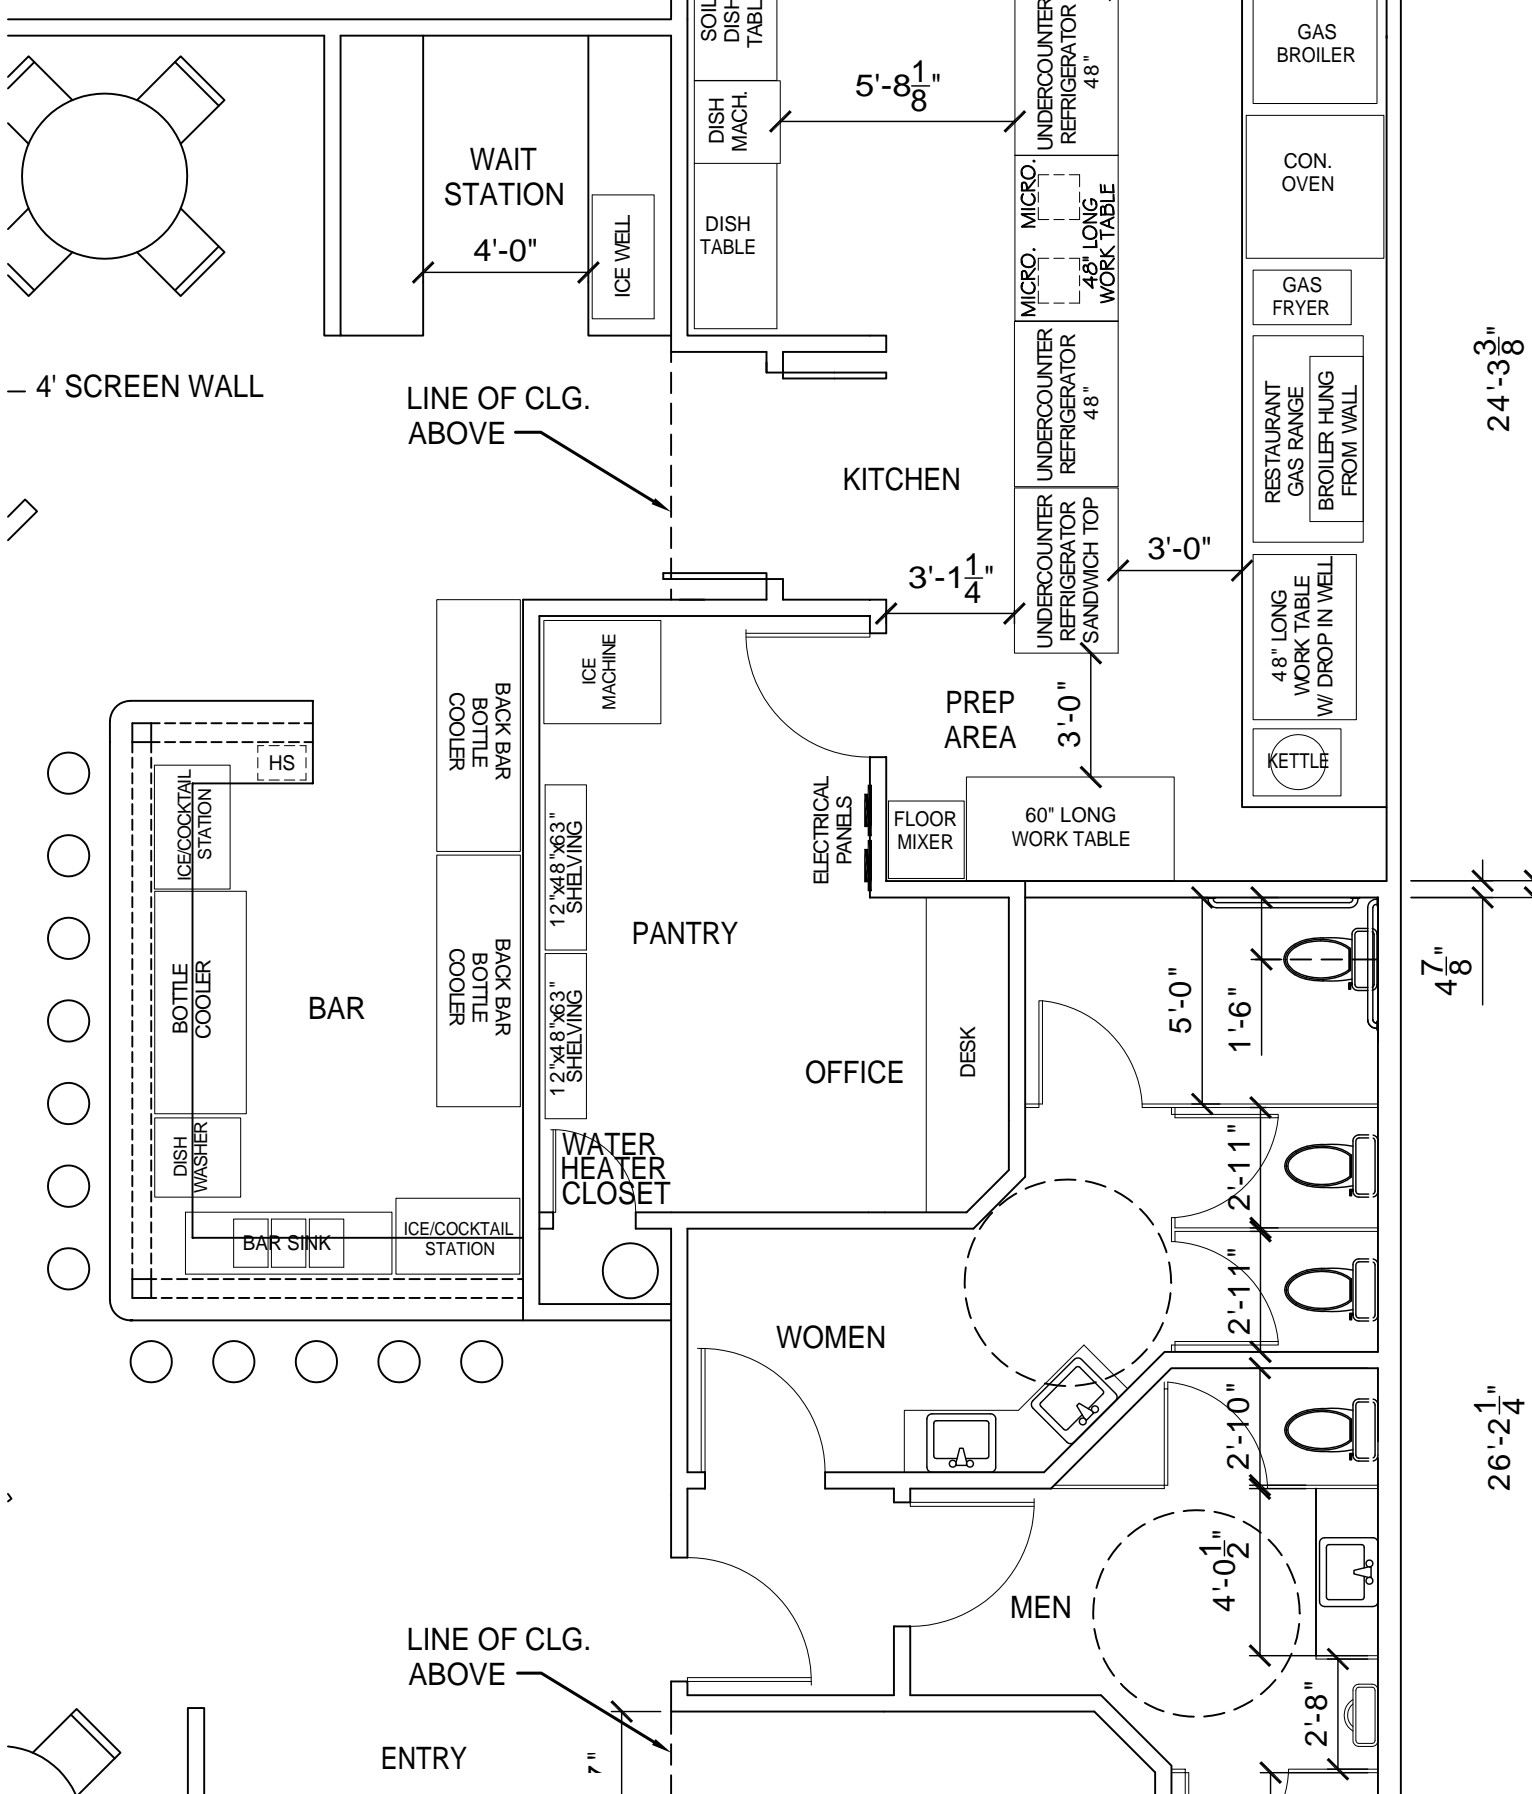 SOIL
DISH
TABL
DISH
MACH.
DISH
TABLE
5'-8 1/8"
UNDERCOUNTER
REFRIGERATOR
48"
MICRO.
MICRO.
48" LONG
WORK TABLE
UNDERCOUNTER
REFRIGERATOR
48"
UNDERCOUNTER
REFRIGERATOR
SANDWICH TOP
GAS
BROILER
CON.
OVEN
GAS
FRYER
RESTAURANT
GAS RANGE
BROILER HUNG
FROM WALL
48" LONG
WORK TABLE
W/ DROP IN WELL
KETTLE
24'-3 3/8"
WAIT
STATION
4'-0"
ICE WELL
4' SCREEN WALL
LINE OF CLG.
ABOVE
KITCHEN
3'-1 1/4"
3'-0"
3'-0"
PREP
AREA
FLOOR
MIXER
60" LONG
WORK TABLE
ELECTRICAL
PANELS
ICE
MACHINE
BACK BAR
BOTTLE
COOLER
BACK BAR
BOTTLE
COOLER
HS
ICE/COCKTAIL
STATION
BOTTLE
COOLER
DISH
WASHER
BAR SINK
ICE/COCKTAIL
STATION
BAR
12"x48"x63"
SHELVING
12"x48"x63"
SHELVING
PANTRY
OFFICE
DESK
WATER
HEATER
CLOSET
5'-0"
1'-6"
4 7/8"
2'-11"
2'-11"
WOMEN
2'-10"
4'-0 1/2"
26'-2 1/4"
MEN
2'-8"
LINE OF CLG.
ABOVE
ENTRY
7"